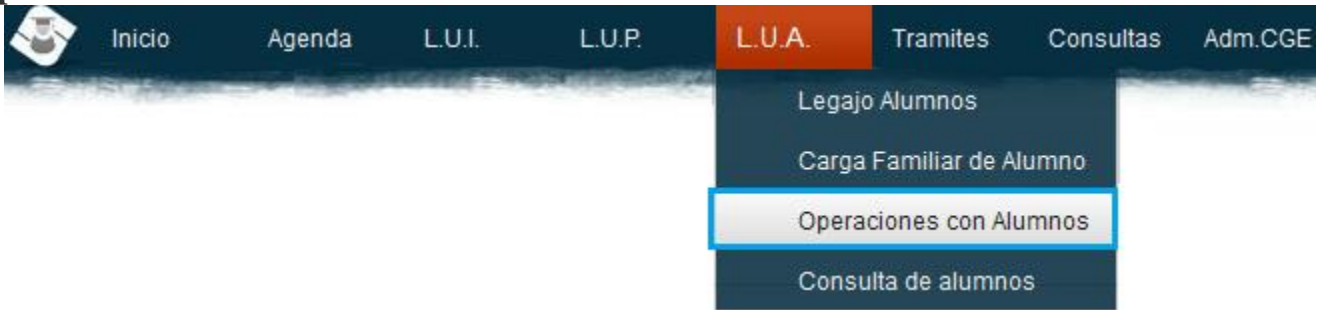 Inicio Agenda L.U.I. L.U.P. L.U.A. Tramites Consultas Adm.CGE
Legajo Alumnos
Carga Familiar de Alumno
Operaciones con Alumnos
Consulta de alumnos